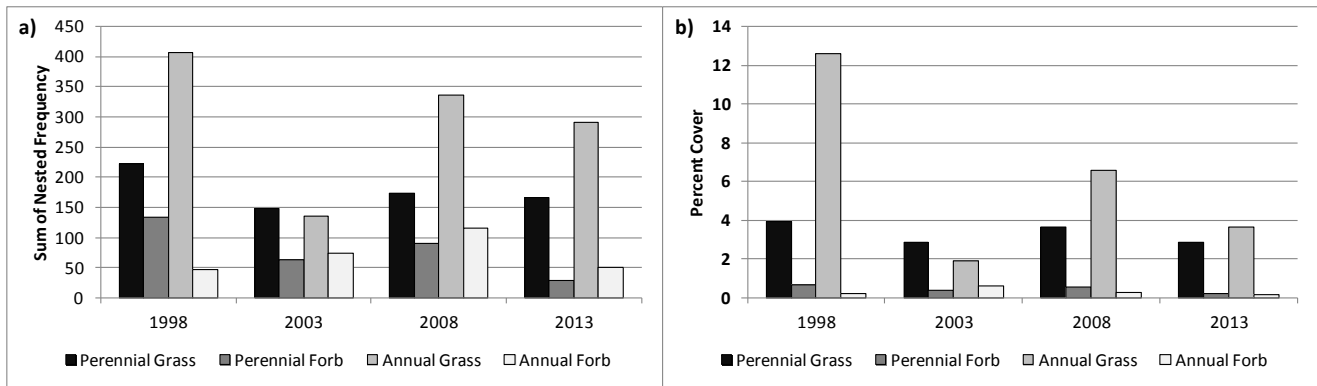 a)
Sum of Nested Frequency
450
400
350
300
250
200
150
100
50
0
1998 2003 2008 2013
Perennial Grass Perennial Forb Annual Grass Annual Forb
b)
Percent Cover
14
12
10
8
6
4
2
0
1998 2003 2008 2013
Perennial Grass Perennial Forb Annual Grass Annual Forb